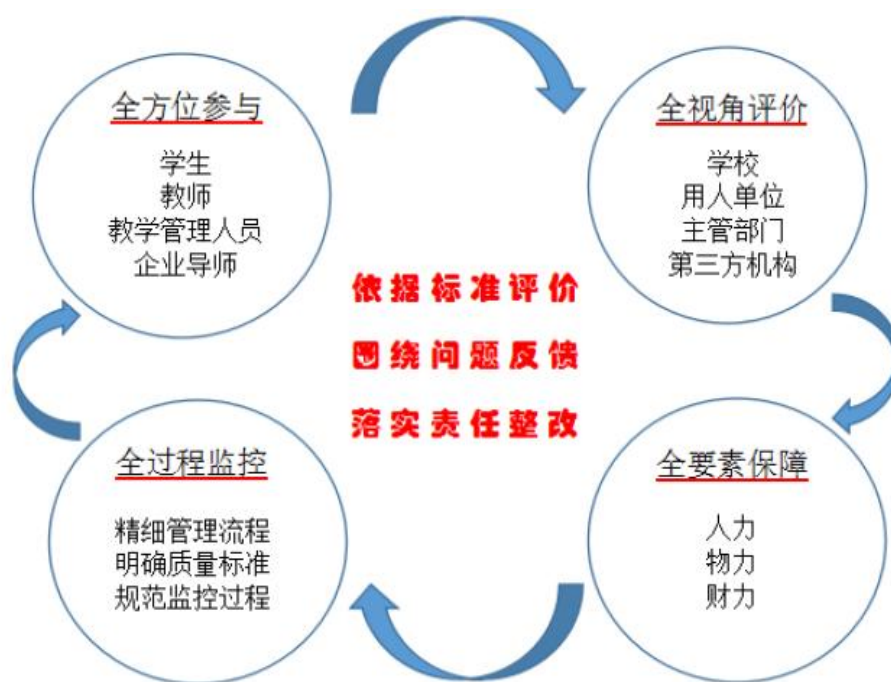 全方位参与
学生
教师
教学管理人员
企业导师
全视角评价
学校
用人单位
主管部门
第三方机构
依据标准评价
围绕问题反馈
落实责任整改
全过程监控
精细管理流程
明确质量标准
规范监控过程
全要素保障
人力
物力
财力